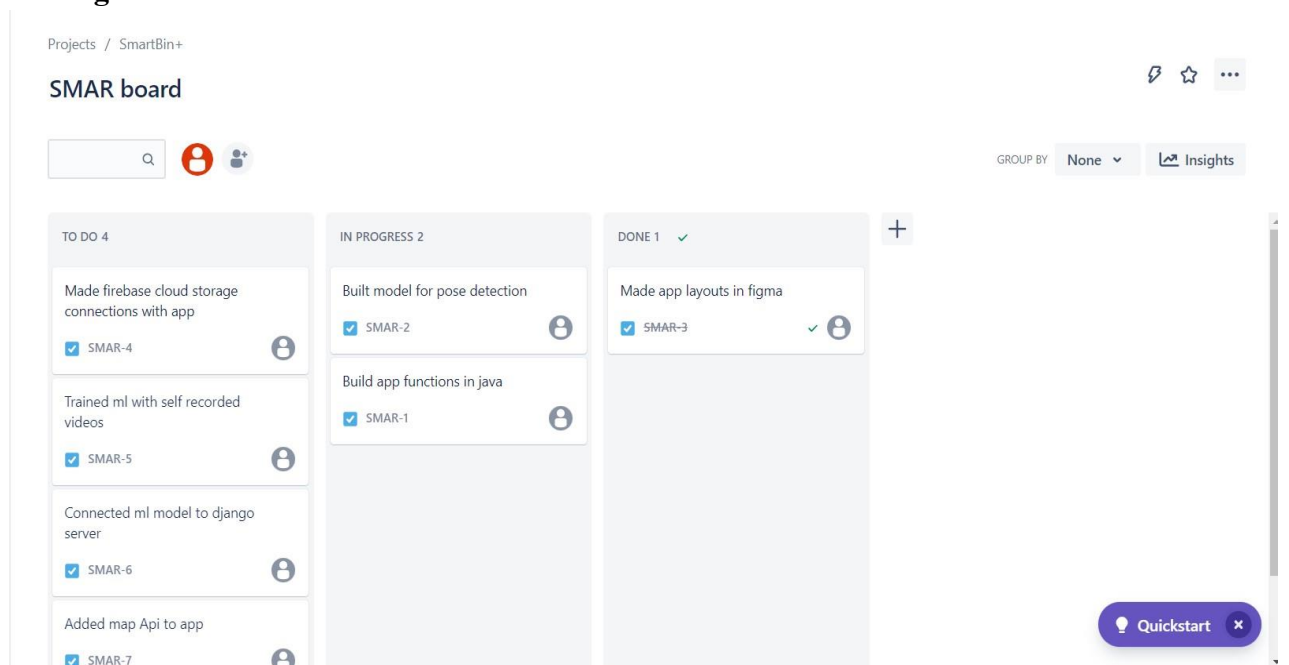 Projects / SmartBin+
SMAR board
GROUP BY None Insights
TO DO 4
Made firebase cloud storage
connections with app
SMAR-4
Trained ml with self recorded
videos
SMAR-5
Connected ml model to django
server
SMAR-6
Added map Api to app
SMAR-7
IN PROGRESS 2
Built model for pose detection
SMAR-2
Build app functions in java
SMAR-1
DONE 1
Made app layouts in figma
SMAR-3
Quickstart